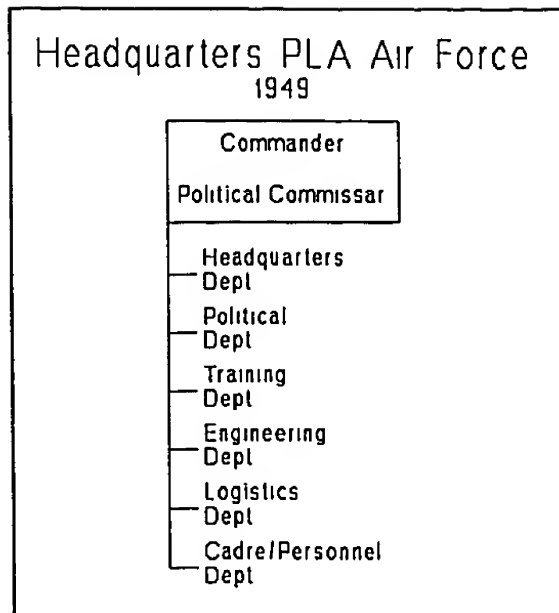 Headquarters PLA Air Force
1949
Commander
Political Commissar
Headquarters
Dept
Political
Dept
Training
Dept
Engineering
Dept
Logistics
Dept
Cadre/Personnel
Dept